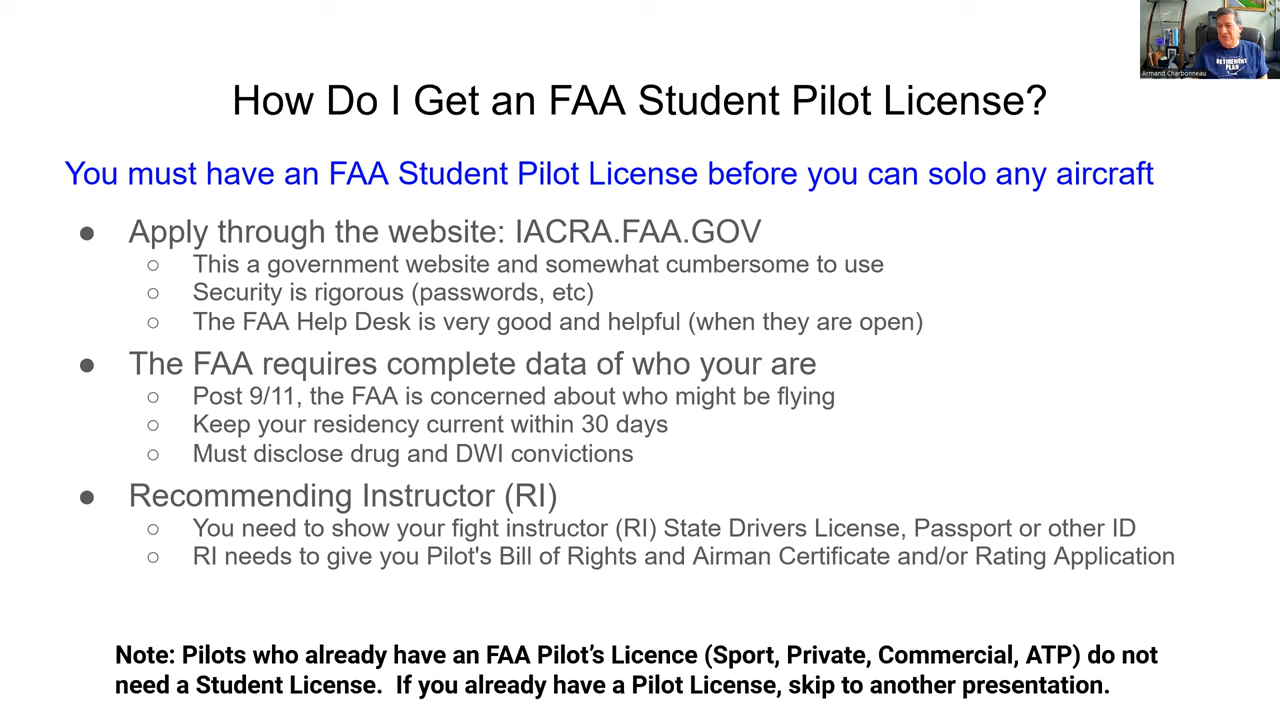 Armand Charbonneau
RETIREMENT
PLAN
How Do I Get an FAA Student Pilot License?
You must have an FAA Student Pilot License before you can solo any aircraft
● Apply through the website: IACRA.FAA.GOV
○ This a government website and somewhat cumbersome to use
○ Security is rigorous (passwords, etc)
○ The FAA Help Desk is very good and helpful (when they are open)
● The FAA requires complete data of who your are
○ Post 9/11, the FAA is concerned about who might be flying
○ Keep your residency current within 30 days
○ Must disclose drug and DWI convictions
● Recommending Instructor (RI)
○ You need to show your fight instructor (RI) State Drivers License, Passport or other ID
○ RI needs to give you Pilot's Bill of Rights and Airman Certificate and/or Rating Application
Note: Pilots who already have an FAA Pilot’s Licence (Sport, Private, Commercial, ATP) do not
need a Student License.  If you already have a Pilot License, skip to another presentation.